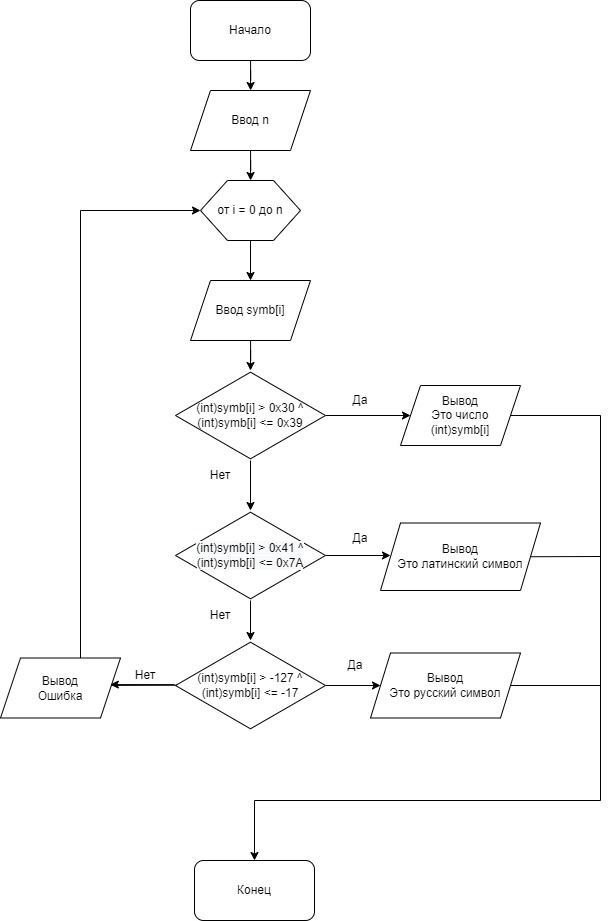 Начало
Ввод n
от i = 0 до n
Ввод symb[i]
(int)symb[i] > 0x30 ^
(int)symb[i] <= 0x39
Да
Вывод
Это число
(int)symb[i]
Нет
(int)symb[i] > 0x41 ^
(int)symb[i] <= 0x7A
Да
Вывод
Это латинский символ
Нет
(int)symb[i] > -127 ^
(int)symb[i] <= -17
Да
Вывод
Это русский символ
Нет
Вывод
Ошибка
Конец